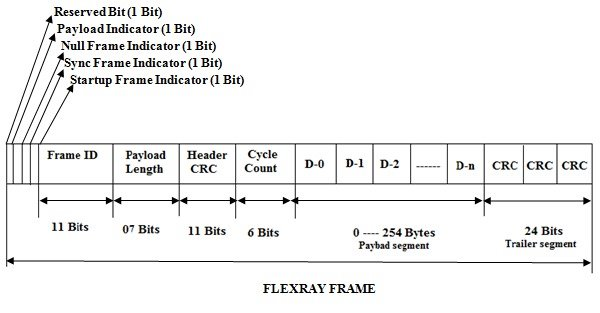 Reserved Bit (1 Bit)
Payload Indicator (1 Bit)
Null Frame Indicator (1 Bit)
Sync Frame Indicator (1 Bit)
Startup Frame Indicator (1 Bit)
Frame ID
Payload
Length
Header
CRC
Cycle
Count
D-0
D-1
D-2
------
D-n
CRC
CRC
CRC
11 Bits
07 Bits
11 Bits
6 Bits
0 ---- 254 Bytes
Paybad segment
24 Bits
Trailer segment
FLEXRAY FRAME